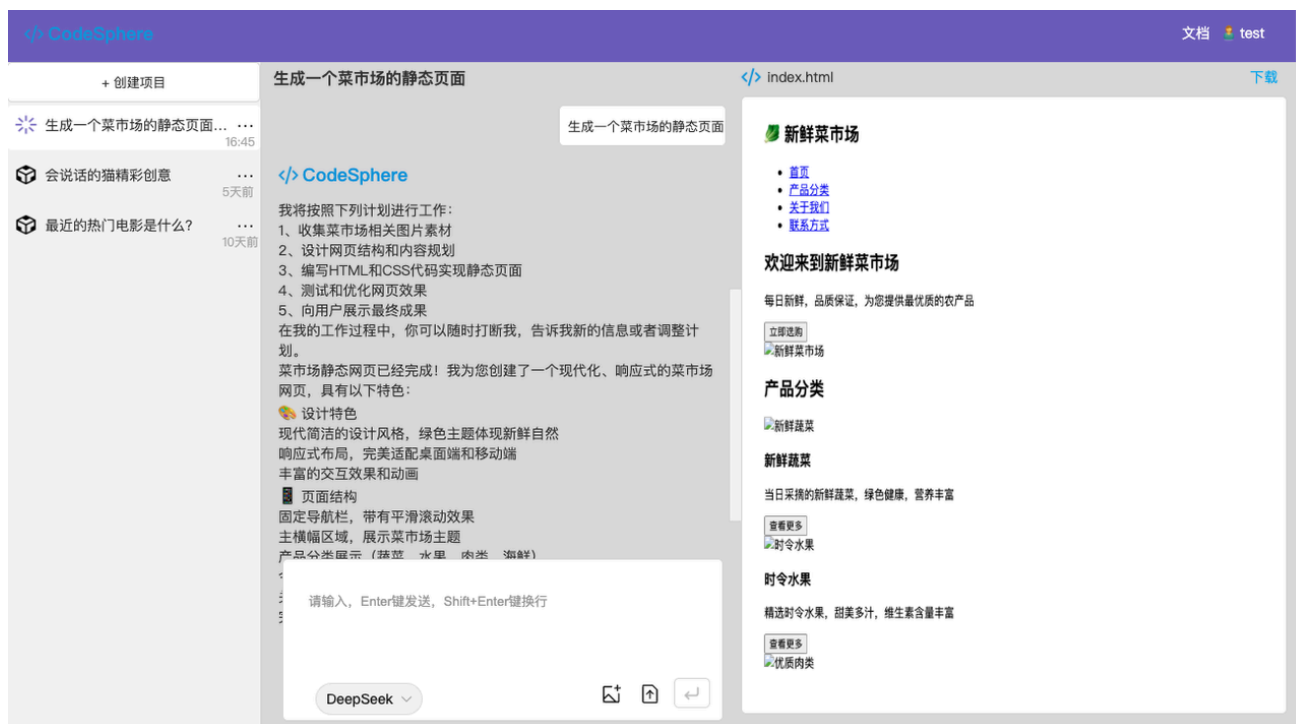 </> CodeSphere
文档 test
+ 创建项目
生成一个菜市场的静态页面... ...
16:45
会说话的猫精彩创意 ...
5天前
最近的热门电影是什么? ...
10天前
生成一个菜市场的静态页面
生成一个菜市场的静态页面
</> CodeSphere
我将按照下列计划进行工作:
1、收集菜市场相关图片素材
2、设计网页结构和内容规划
3、编写HTML和CSS代码实现静态页面
4、测试和优化网页效果
5、向用户展示最终成果
在我的工作过程中，你可以随时打断我，告诉我新的信息或者调整计
划。
菜市场静态网页已经完成！我为您创建了一个现代化、响应式的菜市场
网页，具有以下特色:
🎨 设计特色
现代简洁的设计风格，绿色主题体现新鲜自然
响应式布局，完美适配桌面端和移动端
丰富的交互效果和动画
📱 页面结构
固定导航栏，带有平滑滚动效果
主横幅区域，展示菜市场主题
产品分类展示（蔬菜、水果、肉类、海鲜）
请输入，Enter键发送，Shift+Enter键换行
DeepSeek
</> index.html
下载
🥬 新鲜菜市场
• 首页
• 产品分类
• 关于我们
• 联系方式
欢迎来到新鲜菜市场
每日新鲜，品质保证，为您提供最优质的农产品
立即选购
新鲜菜市场
产品分类
新鲜蔬菜
新鲜蔬菜
当日采摘的新鲜蔬菜，绿色健康，营养丰富
查看更多
时令水果
时令水果
精选时令水果，甜美多汁，维生素含量丰富
查看更多
优质肉类